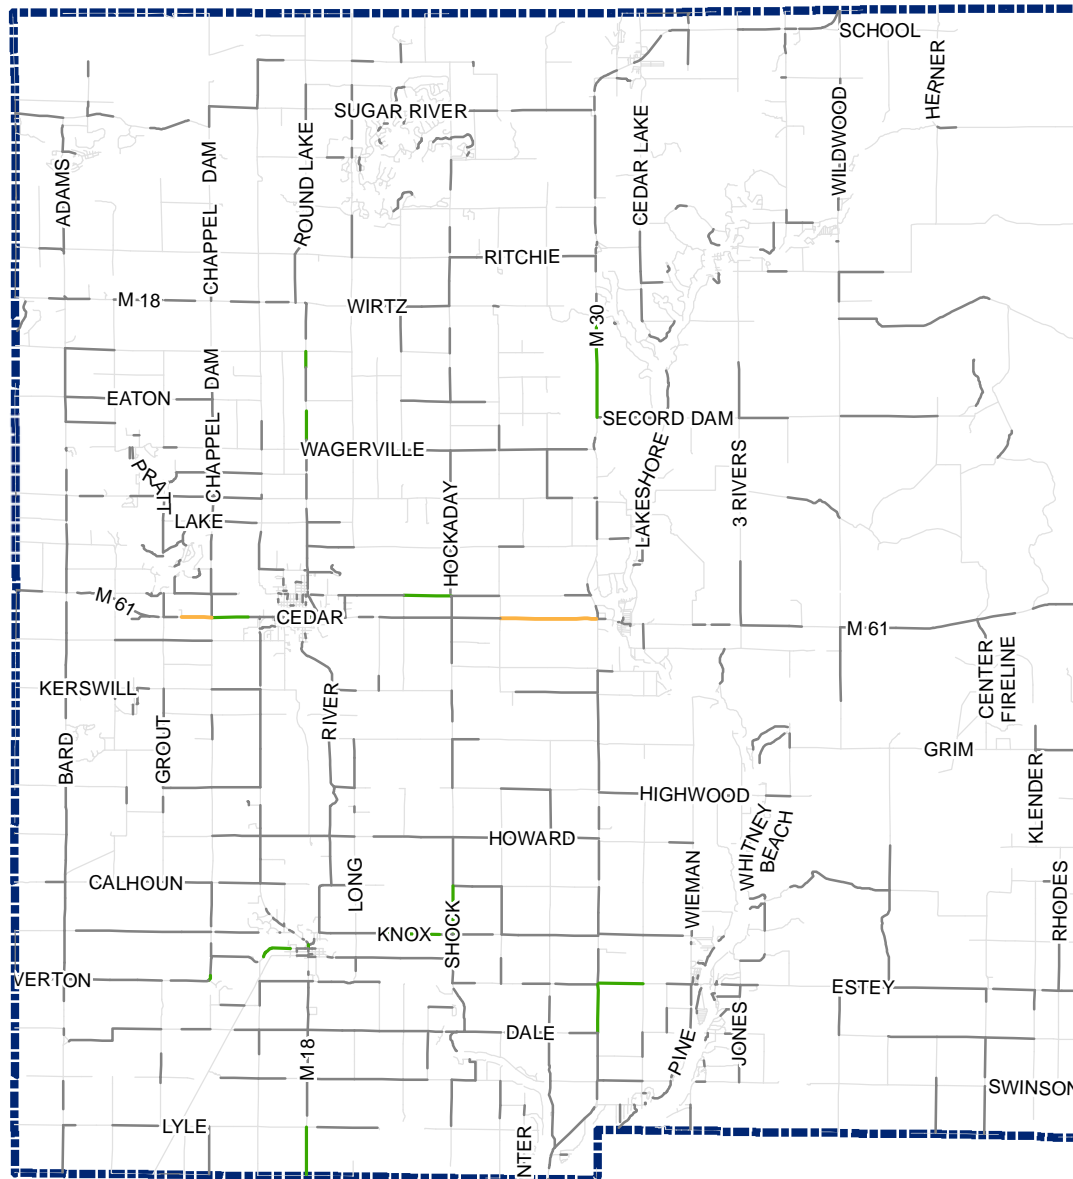 SCHOOL
HERNER
SUGAR RIVER
WILDWOOD
CEDAR LAKE
ROUND LAKE
CHAPPEL DAM
ADAMS
RITCHIE
M-18
WIRTZ
M-30
CHAPPEL DAM
EATON
SECORD DAM
WAGERVILLE
LAKESHORE
3 RIVERS
PRATT
CHAPPEL
LAKE
HOCKADAY
M-61
CEDAR
M-61
CENTER
FIRELINE
KERSWILL
RIVER
GROUT
BARD
GRIM
KLENDER
HIGHWOOD
WHITNEY
BEACH
HOWARD
CALHOUN
LONG
WIEMAN
RHODES
KNOX
SHOCK
VERTON
ESTEY
DALE
PINE
JONES
M-18
SWINSON
LYLE
NTER